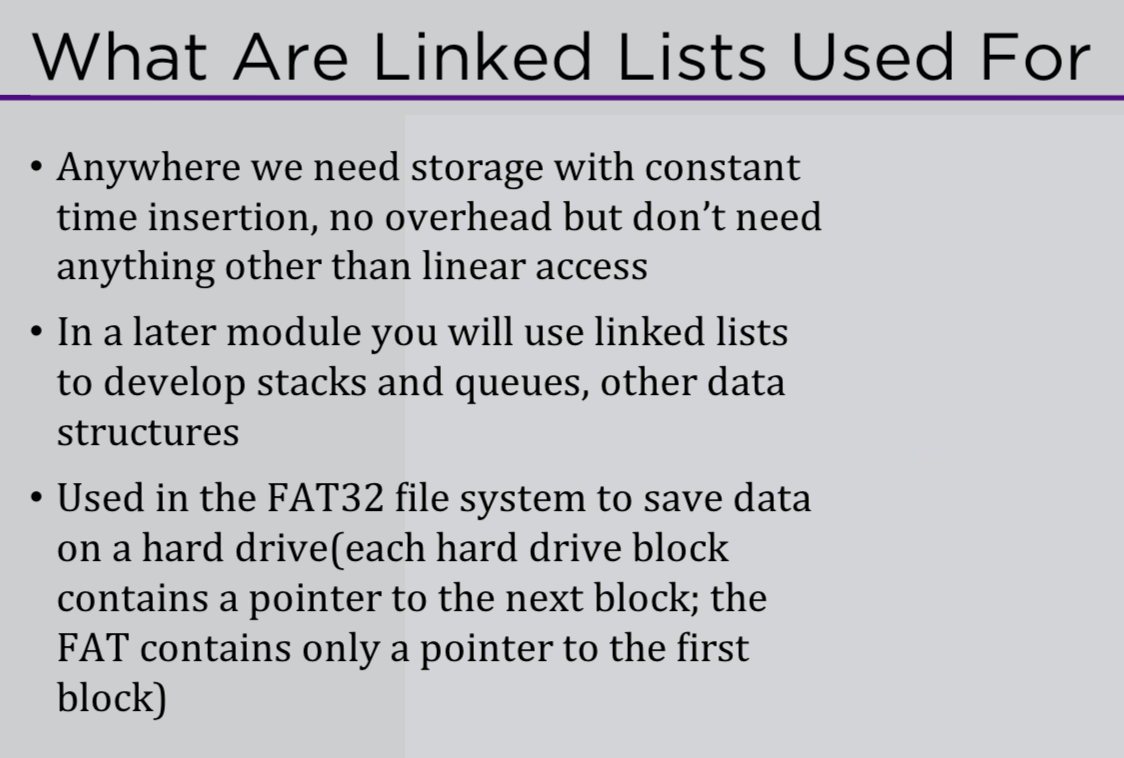 What Are Linked Lists Used For
• Anywhere we need storage with constant
time insertion, no overhead but don’t need
anything other than linear access
• In a later module you will use linked lists
to develop stacks and queues, other data
structures
• Used in the FAT32 file system to save data
on a hard drive(each hard drive block
contains a pointer to the next block; the
FAT contains only a pointer to the first
block)